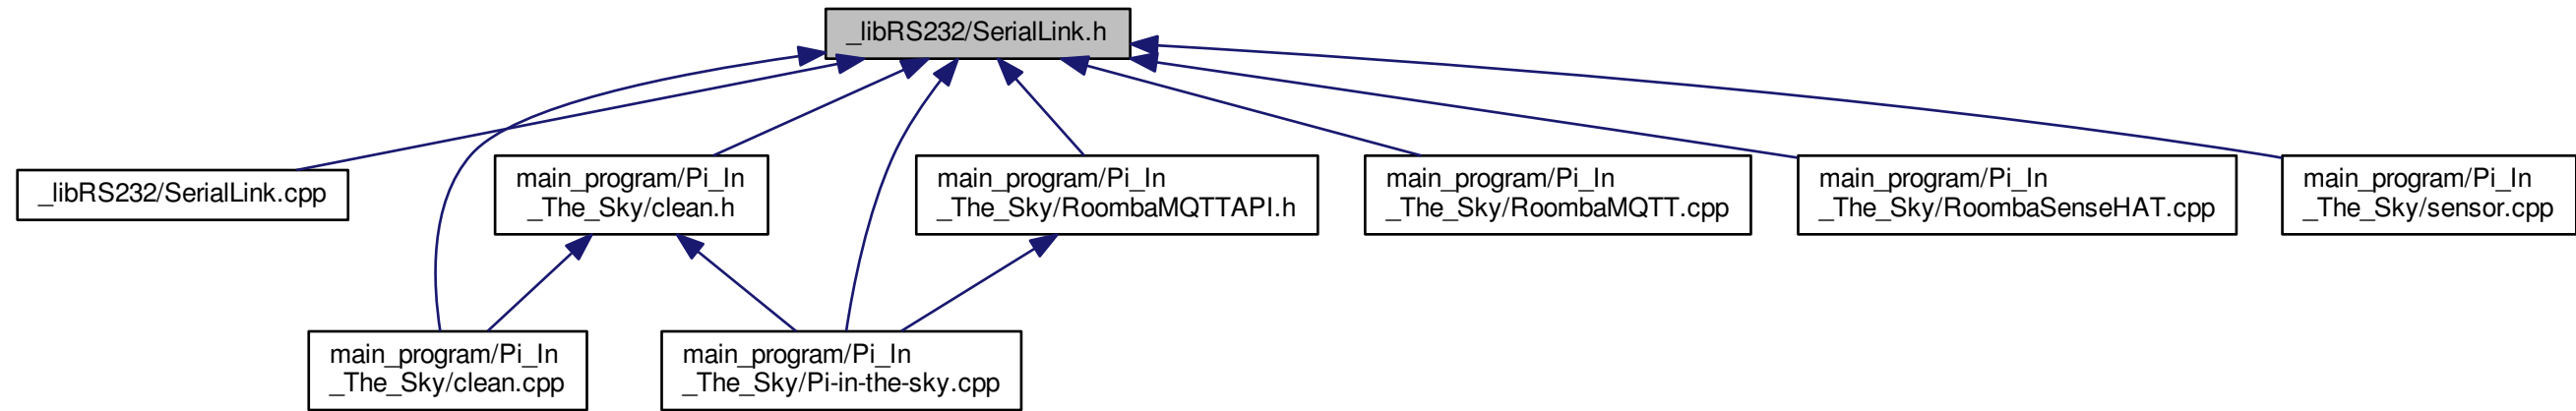 _libRS232/SerialLink.h
_libRS232/SerialLink.cpp
main_program/Pi_In
_The_Sky/clean.h
main_program/Pi_In
_The_Sky/RoombaMQTTAPI.h
main_program/Pi_In
_The_Sky/RoombaMQTT.cpp
main_program/Pi_In
_The_Sky/RoombaSenseHAT.cpp
main_program/Pi_In
_The_Sky/sensor.cpp
main_program/Pi_In
_The_Sky/clean.cpp
main_program/Pi_In
_The_Sky/Pi-in-the-sky.cpp